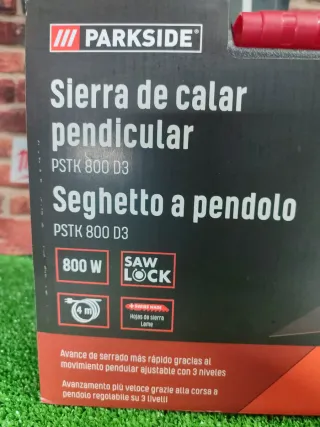 /// PARKSIDE®
Sierra de calar
pendicular
PSTK 800 D3
Seghetto a pendolo
PSTK 800 D3
800 W
SAW
LOCK
4 m
Hojas de sierra
Lame
Avance de serrado más rápido gracias al
movimiento pendular ajustable con 3 niveles
Avanzamento più veloce grazie alla corsa a
pendolo regolabile su 3 livelli